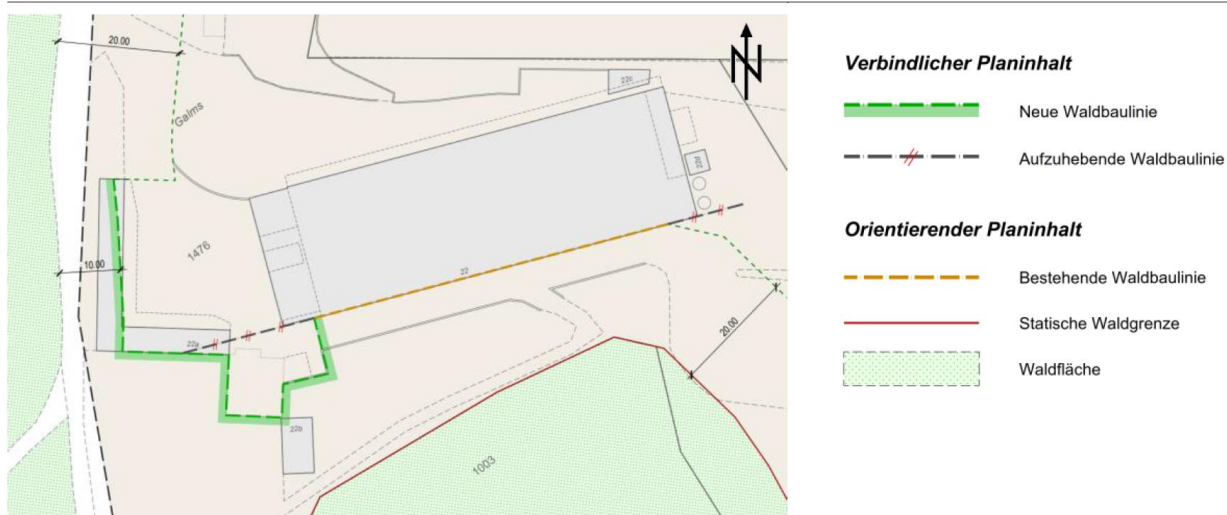 20.00
N
22c
Galms
22d
1476
10.00
22
22a
20.00
22b
1003
Verbindlicher Planinhalt
Neue Waldbaulinie
Aufzuhebende Waldbaulinie
Orientierender Planinhalt
Bestehende Waldbaulinie
Statische Waldgrenze
Waldfläche